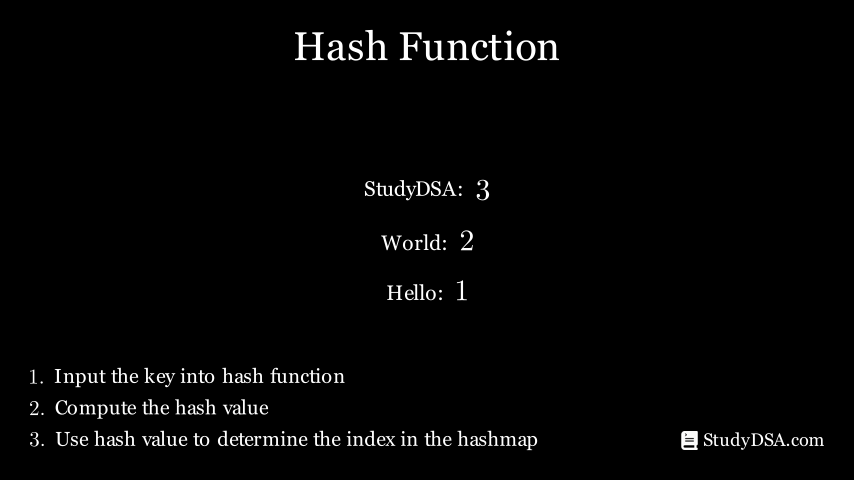 Hash Function
StudyDSA: 3
World: 2
Hello: 1
1. Input the key into hash function
2. Compute the hash value
3. Use hash value to determine the index in the hashmap
StudyDSA.com